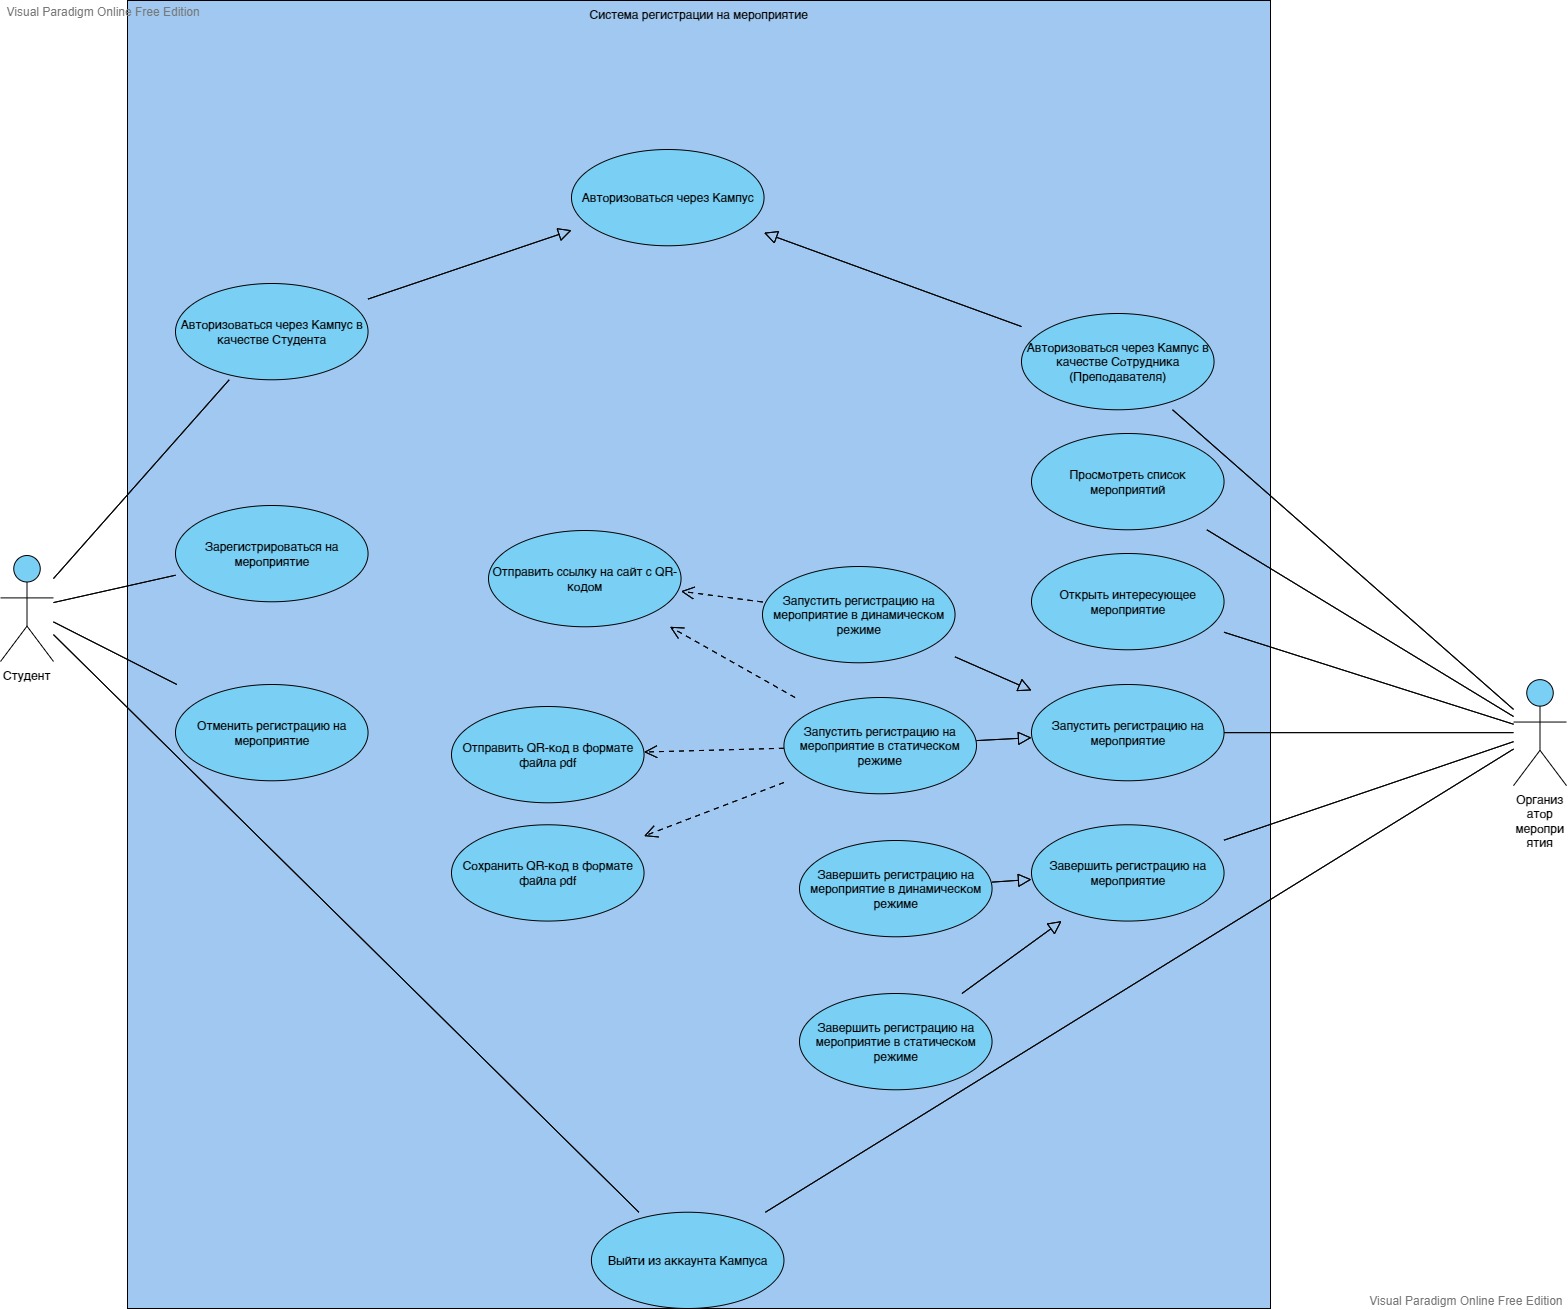 Visual Paradigm Online Free Edition
Система регистрации на мероприятие
Авторизоваться через Кампус
Авторизоваться через Кампус в
качестве Студента
Авторизоваться через Кампус в
качестве Сотрудника
(Преподавателя)
Просмотреть список
мероприятий
Зарегистрироваться на
мероприятие
Отправить ссылку на сайт с QR-
кодом
Запустить регистрацию на
мероприятие в динамическом
режиме
Открыть интересующее
мероприятие
Студент
Отменить регистрацию на
мероприятие
Отправить QR-код в формате
файла pdf
Запустить регистрацию на
мероприятие в статическом
режиме
Запустить регистрацию на
мероприятие
Организ
атор
меропри
ятия
Сохранить QR-код в формате
файла pdf
Завершить регистрацию на
мероприятие в динамическом
режиме
Завершить регистрацию на
мероприятие
Завершить регистрацию на
мероприятие в статическом
режиме
Выйти из аккаунта Кампуса
Visual Paradigm Online Free Edition